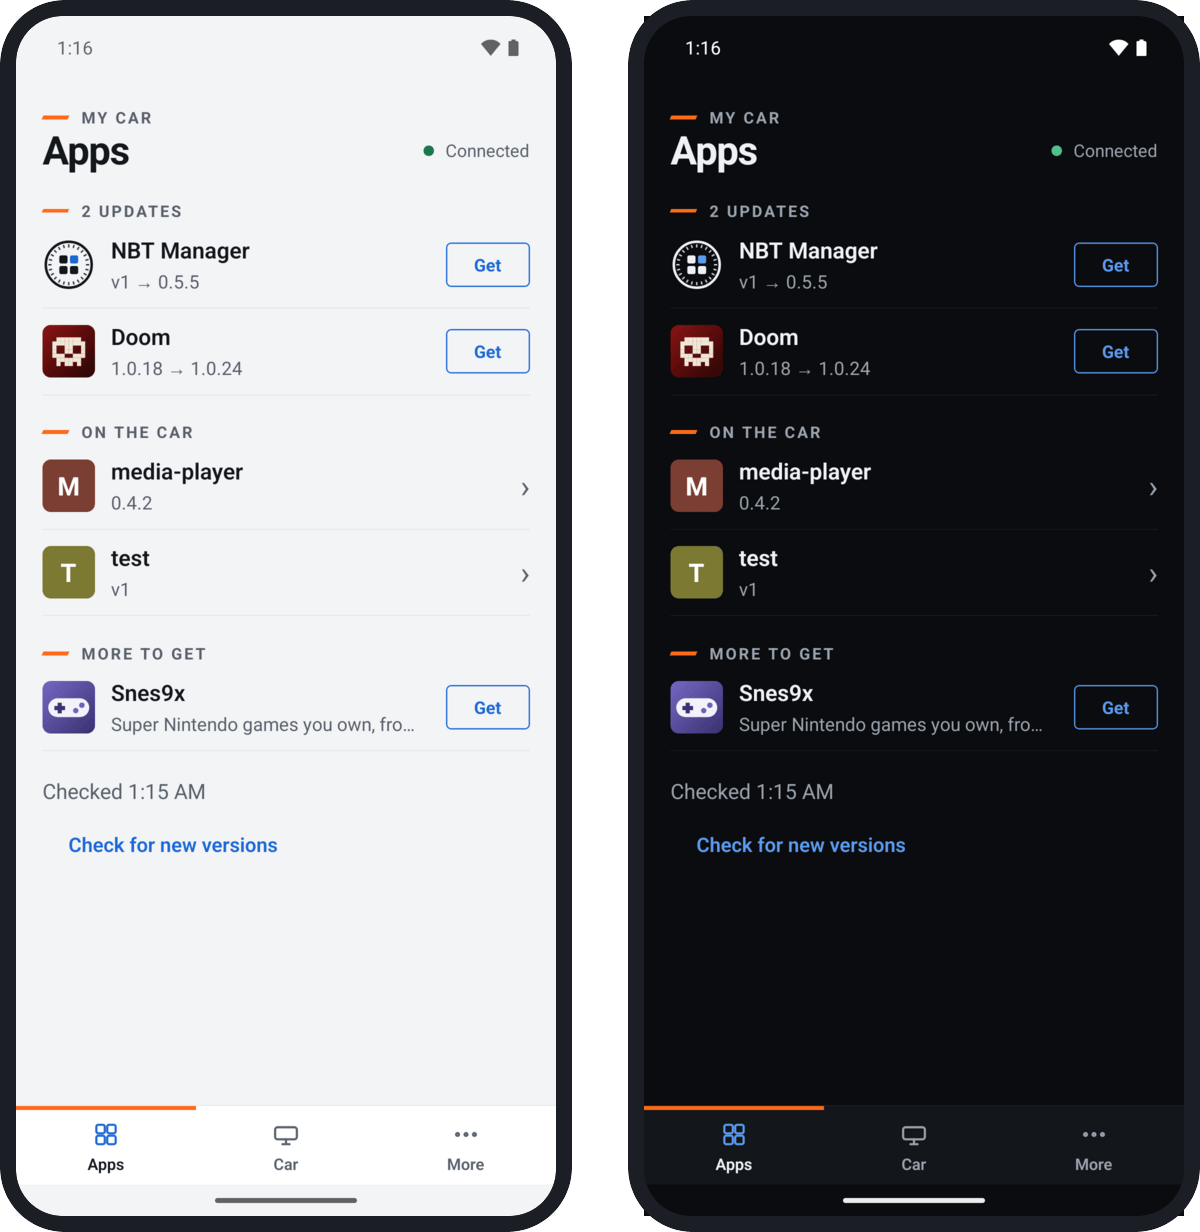 1:16
MY CAR
Apps
Connected
2 UPDATES
NBT Manager
v1 → 0.5.5
Get
Doom
1.0.18 → 1.0.24
Get
ON THE CAR
M
media-player
0.4.2
T
test
v1
MORE TO GET
Snes9x
Super Nintendo games you own, fro...
Get
Checked 1:15 AM
Check for new versions
Apps
Car
More
1:16
MY CAR
Apps
Connected
2 UPDATES
NBT Manager
v1 → 0.5.5
Get
Doom
1.0.18 → 1.0.24
Get
ON THE CAR
M
media-player
0.4.2
T
test
v1
MORE TO GET
Snes9x
Super Nintendo games you own, fro...
Get
Checked 1:15 AM
Check for new versions
Apps
Car
More